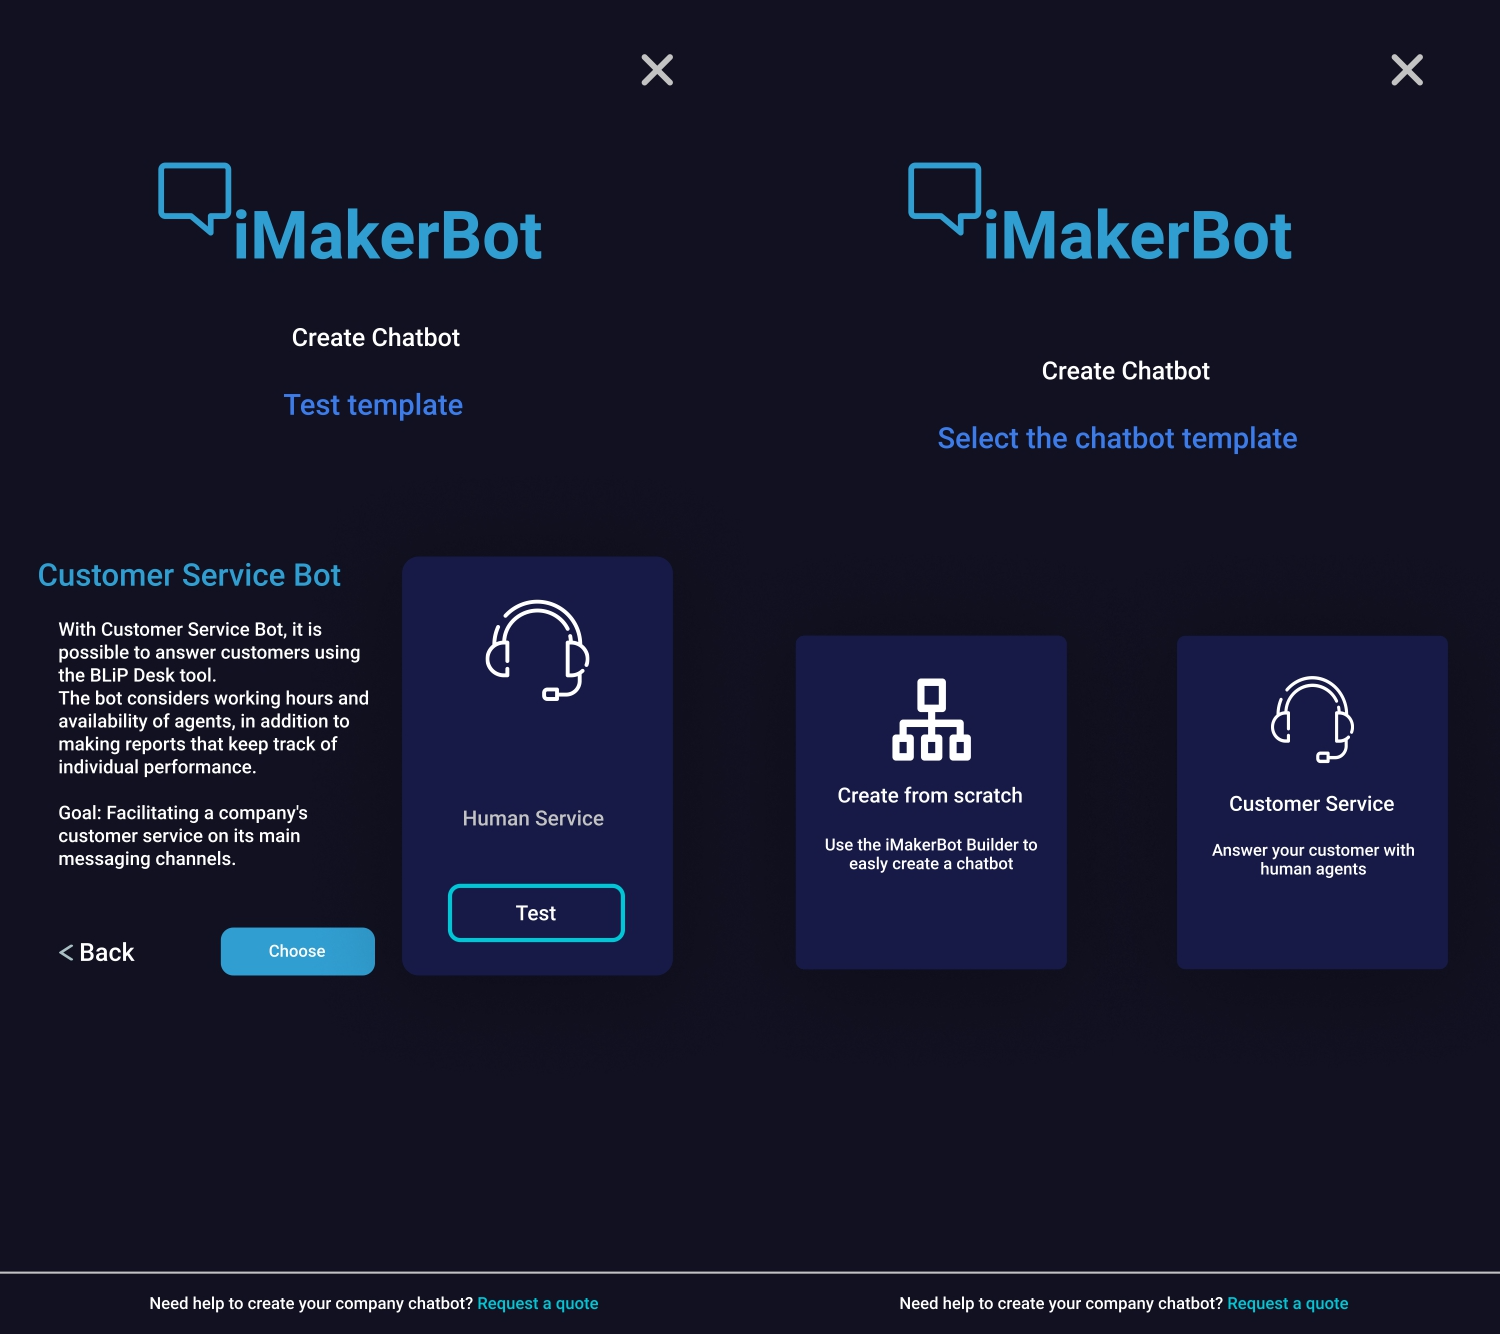 iMakerBot
Create Chatbot
Test template
Customer Service Bot
With Customer Service Bot, it is
possible to answer customers using
the BLiP Desk tool.
The bot considers working hours and
availability of agents, in addition to
making reports that keep track of
individual performance.
Goal: Facilitating a company's
customer service on its main
messaging channels.
< Back
Choose
Human Service
Test
Need help to create your company chatbot? Request a quote
iMakerBot
Create Chatbot
Select the chatbot template
Create from scratch
Use the iMakerBot Builder to
easly create a chatbot
Customer Service
Answer your customer with
human agents
Need help to create your company chatbot? Request a quote